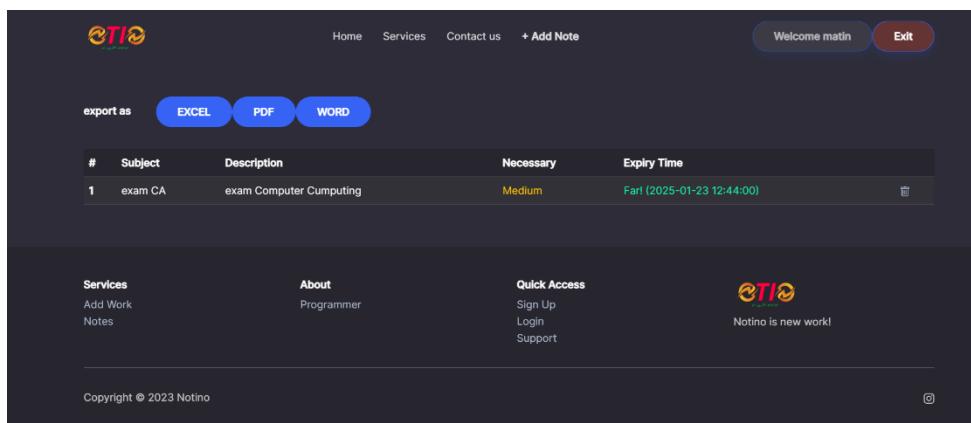 NTIN
Home Services Contact us + Add Note Welcome matin Exit
export as EXCEL PDF WORD
# Subject Description Necessary Expiry Time
1 exam CA exam Computer Cumputing Medium Far! (2025-01-23 12:44:00)
Services
Add Work
Notes
About
Programmer
Quick Access
Sign Up
Login
Support
Notino is new work!
Copyright © 2023 Notino